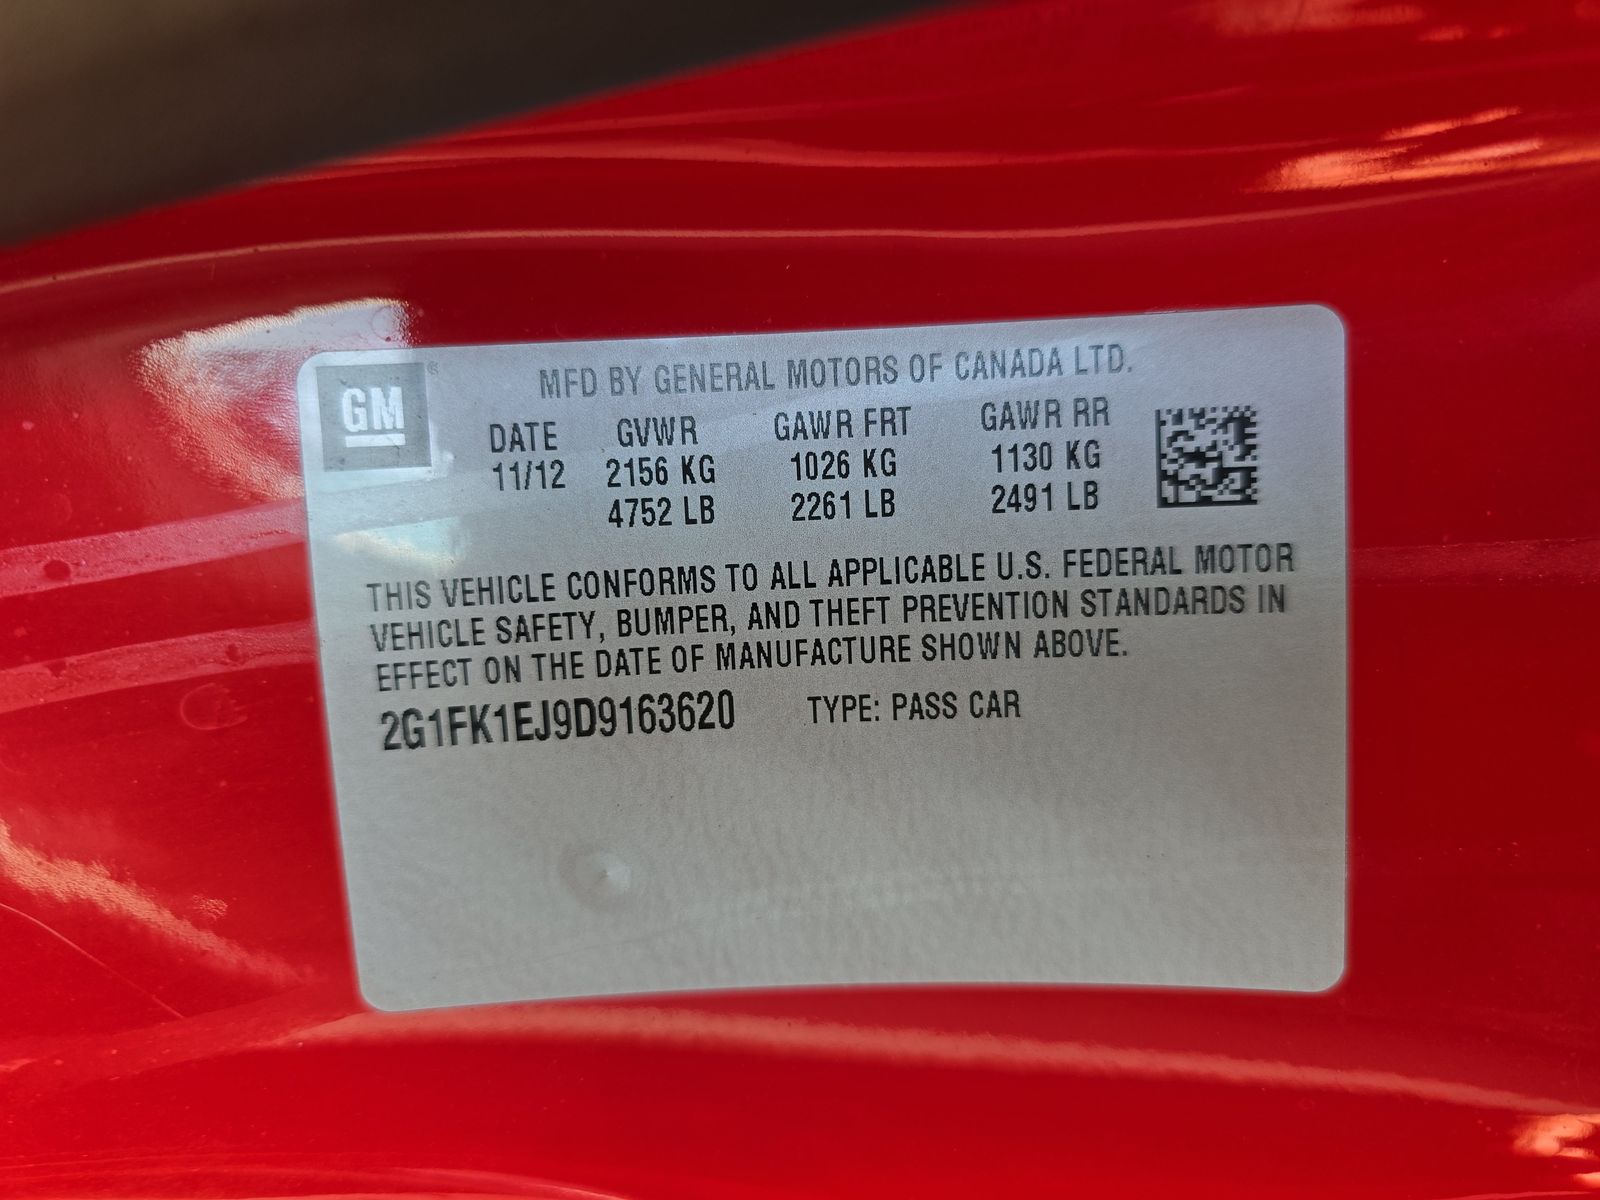 GM®
MFD BY GENERAL MOTORS OF CANADA LTD.
DATE GVWR GAWR FRT GAWR RR
11/12 2156 KG 1026 KG 1130 KG
4752 LB 2261 LB 2491 LB
THIS VEHICLE CONFORMS TO ALL APPLICABLE U.S. FEDERAL MOTOR
VEHICLE SAFETY, BUMPER, AND THEFT PREVENTION STANDARDS IN
EFFECT ON THE DATE OF MANUFACTURE SHOWN ABOVE.
2G1FK1EJ9D9163620 TYPE: PASS CAR